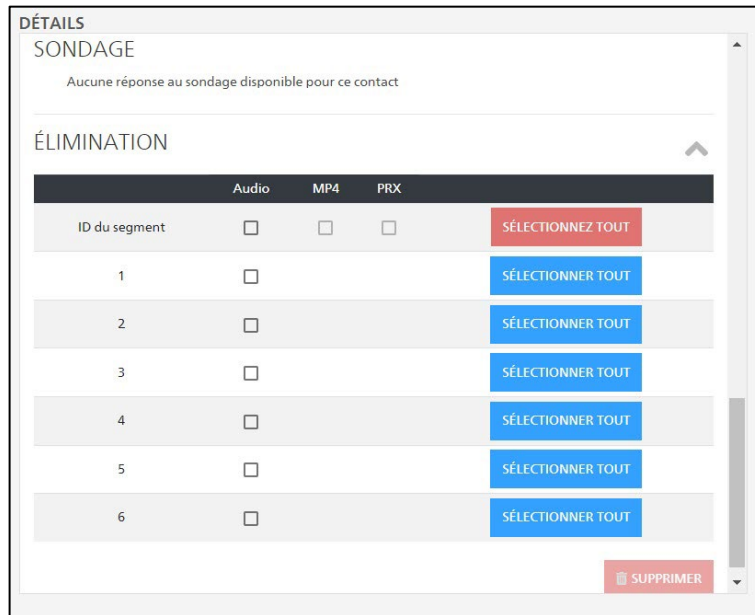 DÉTAILS
SONDAGE
Aucune réponse au sondage disponible pour ce contact
ÉLIMINATION
Audio MP4 PRX
ID du segment SÉLECTIONNEZ TOUT
1 SÉLECTIONNER TOUT
2 SÉLECTIONNER TOUT
3 SÉLECTIONNER TOUT
4 SÉLECTIONNER TOUT
5 SÉLECTIONNER TOUT
6 SÉLECTIONNER TOUT
SUPPRIMER